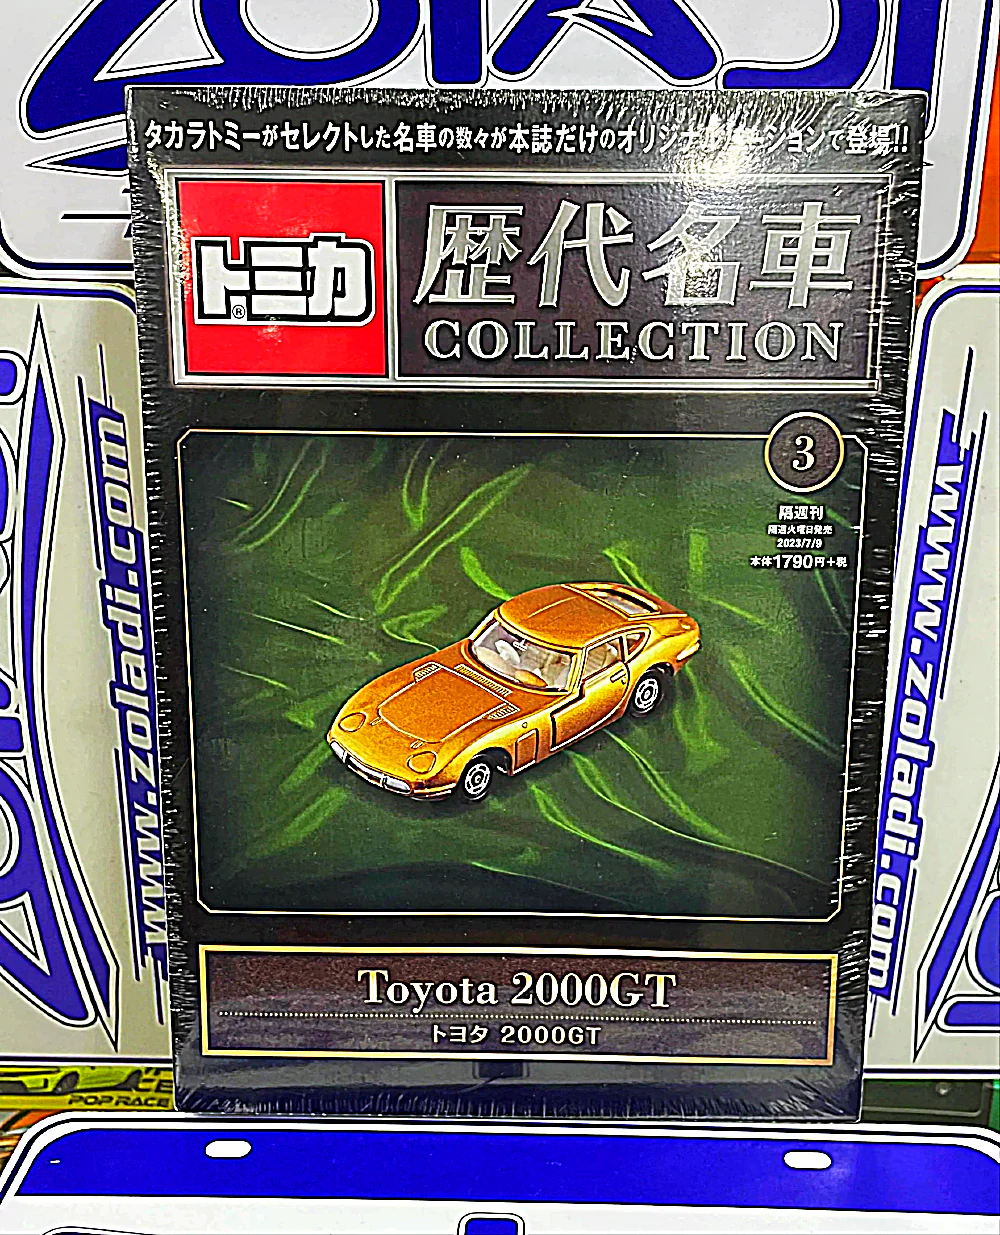 ZOLADI
タカラトミーがセレクトした名車の数々が本誌だけのオリジナルバージョンで登場!!
トミカ®
歴代名車
COLLECTION
3
隔週刊
隔週火曜日発売
2023/7/9
本体1790円+税
www.zoladi.com
www.zoladi.com
Toyota 2000GT
トヨタ 2000GT
POP RACE